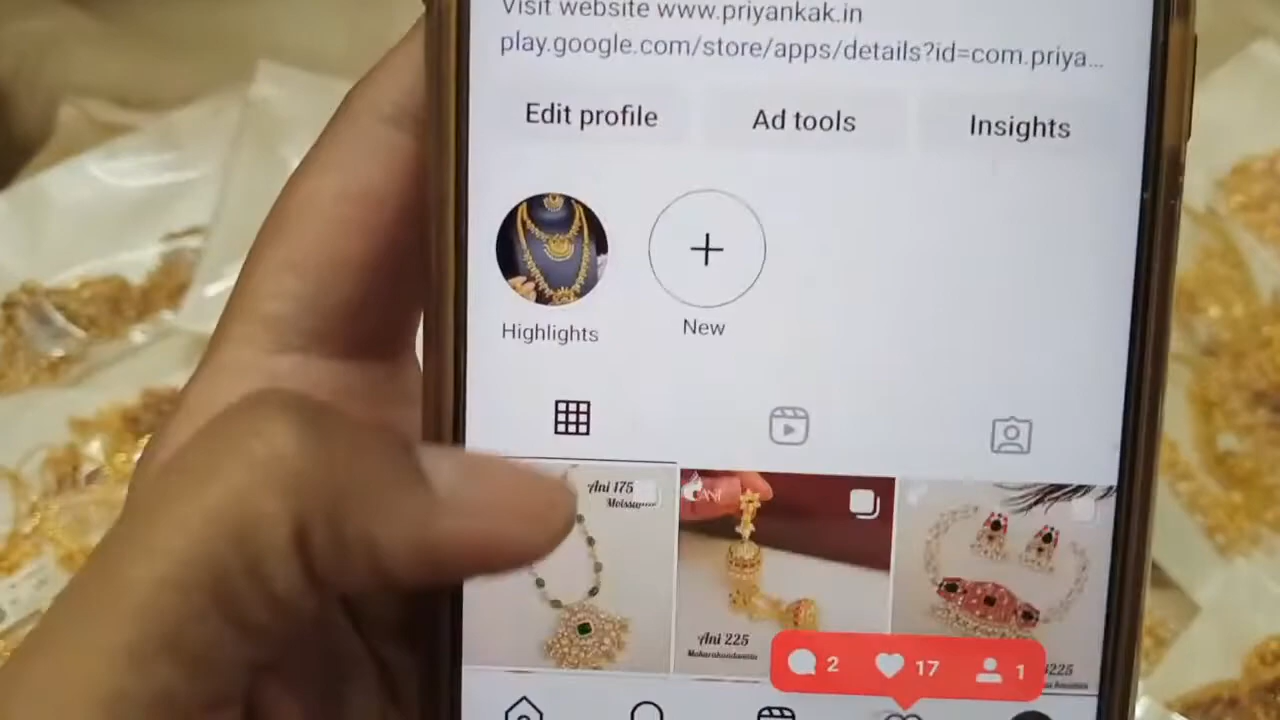 Visit website www.priyankak.in
play.google.com/store/apps/details?id=com.priya...
Edit profile
Ad tools
Insights
Highlights
New
Ani 175
ANI
Ani 225
2
17
1